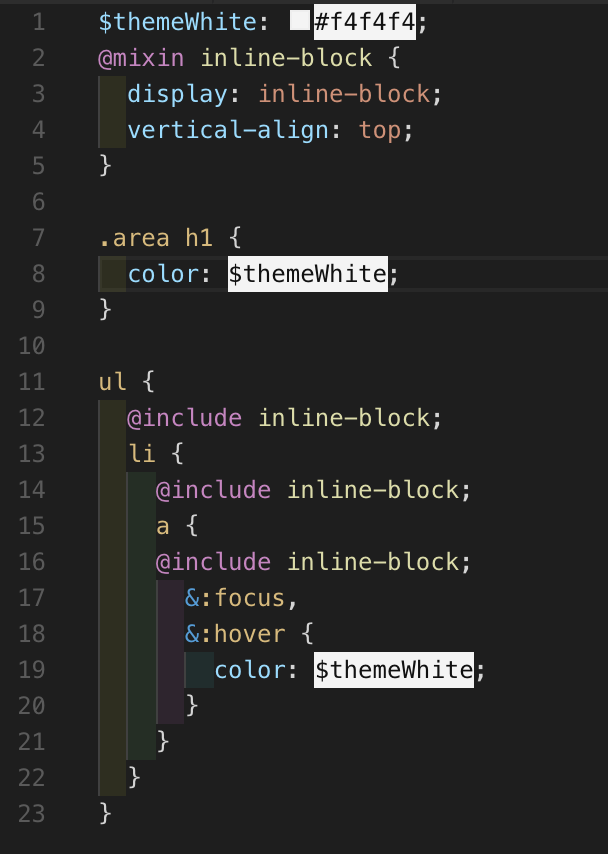 1 $themeWhite: #f4f4f4;
2 @mixin inline-block {
3   display: inline-block;
4   vertical-align: top;
5 }
6
7 .area h1 {
8   color: $themeWhite;
9 }
10
11 ul {
12   @include inline-block;
13   li {
14     @include inline-block;
15     a {
16     @include inline-block;
17       &:focus,
18       &:hover {
19         color: $themeWhite;
20       }
21     }
22   }
23 }